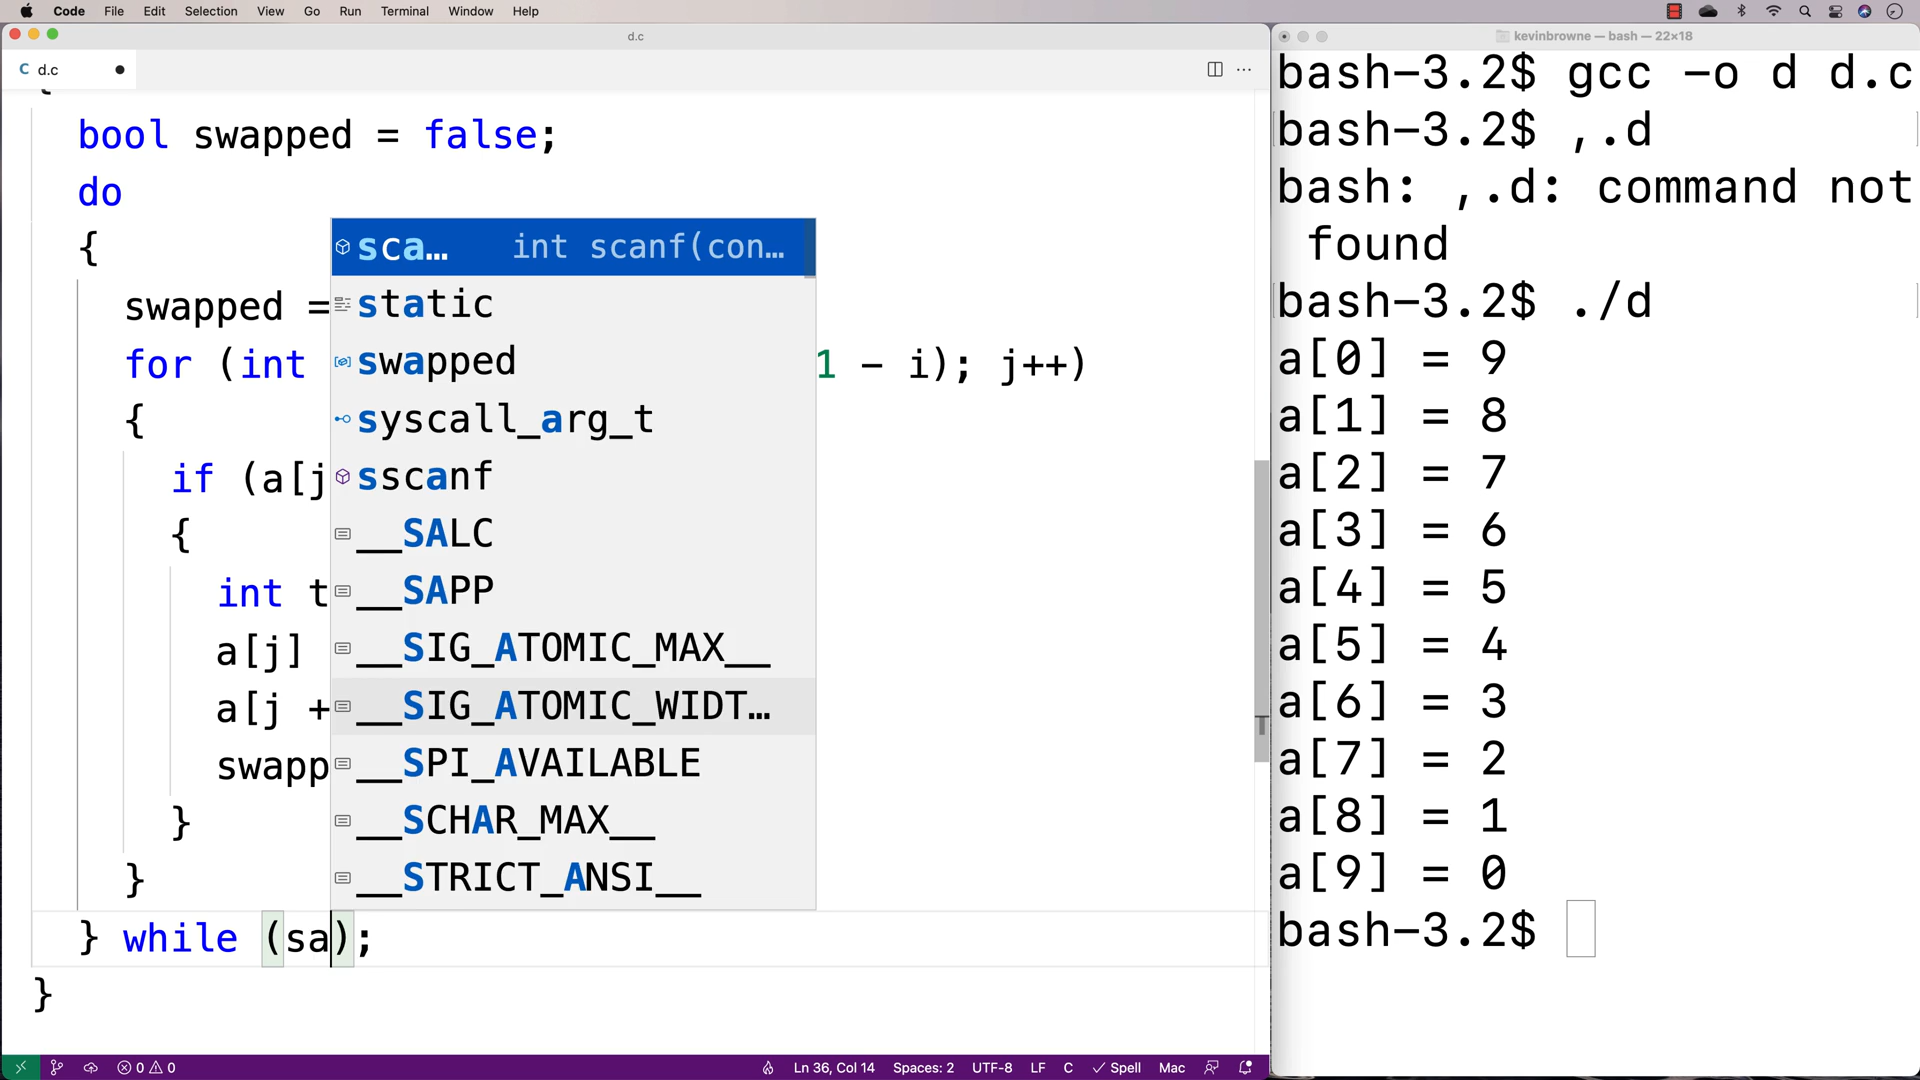 Code File Edit Selection View Go Run Terminal Window Help
d.c
C d.c
{
bool swapped = false;
do
{
swapped =
for (int 1 - i); j++)
{
if (a[j
{
int t
a[j]
a[j +
swapp
}
}
} while (sa);
}
sca… int scanf(con…
static
swapped
syscall_arg_t
sscanf
__SALC
__SAPP
__SIG_ATOMIC_MAX__
__SIG_ATOMIC_WIDT…
__SPI_AVAILABLE
__SCHAR_MAX__
__STRICT_ANSI__
0 0 Ln 36, Col 14 Spaces: 2 UTF-8 LF C Spell Mac
kevinbrowne — bash — 22×18
bash-3.2$ gcc -o d d.c
bash-3.2$ ,.d
bash: ,.d: command not
found
bash-3.2$ ./d
a[0] = 9
a[1] = 8
a[2] = 7
a[3] = 6
a[4] = 5
a[5] = 4
a[6] = 3
a[7] = 2
a[8] = 1
a[9] = 0
bash-3.2$